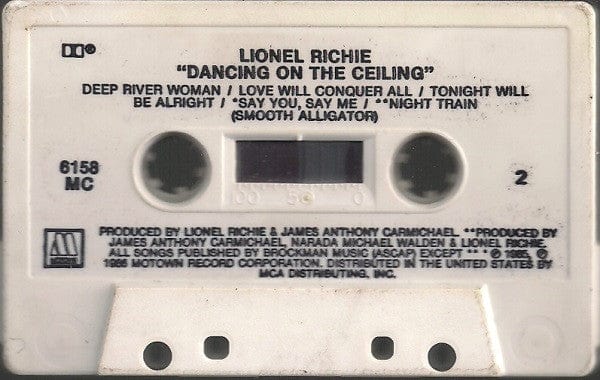 LIONEL RICHIE
"DANCING ON THE CEILING"
DEEP RIVER WOMAN / LOVE WILL CONQUER ALL / TONIGHT WILL
BE ALRIGHT / *SAY YOU, SAY ME / **NIGHT TRAIN
(SMOOTH ALLIGATOR)
6158
MC
2
00 5 0
M
PRODUCED BY LIONEL RICHIE & JAMES ANTHONY CARMICHAEL. **PRODUCED BY
JAMES ANTHONY CARMICHAEL, NARADA MICHAEL WALDEN & LIONEL RICHIE.
ALL SONGS PUBLISHED BY BROCKMAN MUSIC (ASCAP) EXCEPT * ℗ 1985, ℗
1986 MOTOWN RECORD CORPORATION. DISTRIBUTED IN THE UNITED STATES BY
MCA DISTRIBUTING, INC.